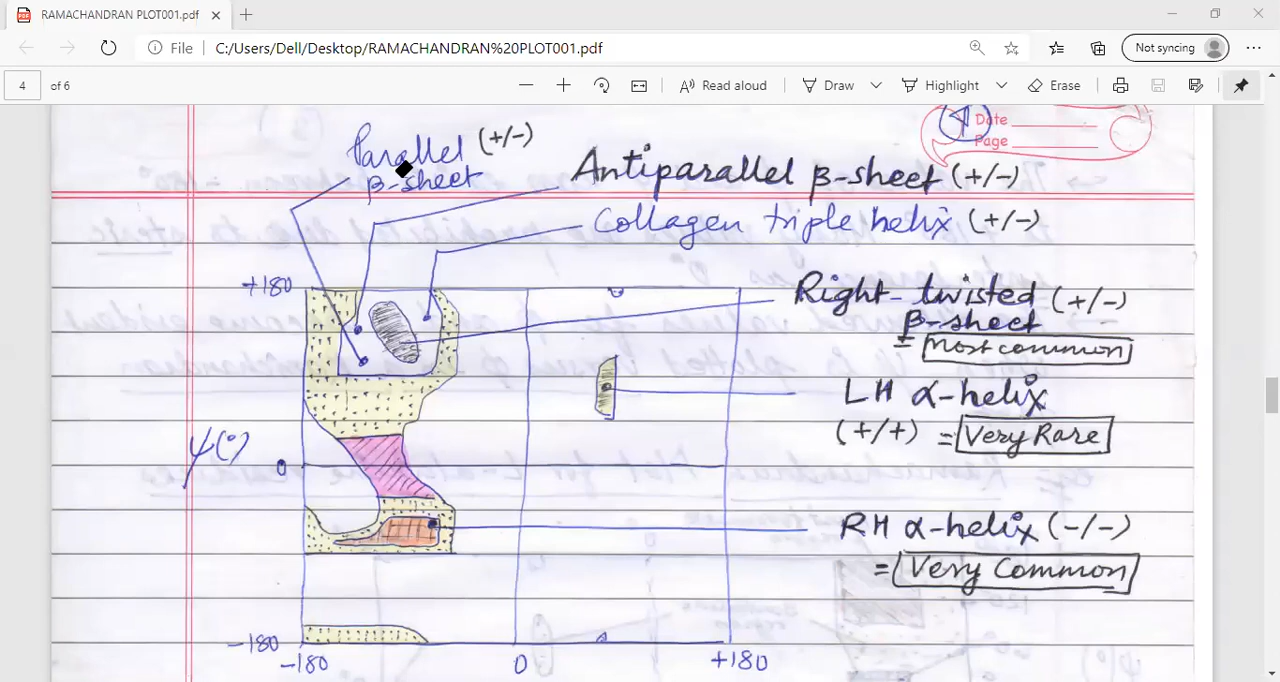 RAMACHANDRAN PLOT001.pdf
File C:/Users/Dell/Desktop/RAMACHANDRAN%20PLOT001.pdf
Not syncing
4 of 6
Read aloud
Draw
Highlight
Erase
Date
Page
Parallel (+/-)
β-sheet
Antiparallel β-sheet (+/-)
Collagen triple helix (+/-)
+180
Right-twisted (+/-)
β-sheet
= Most common
LH α-helix
(+/+) = Very Rare
ψ(°)
0
RH α-helix (-/-)
= Very Common
-180
-180
0
+180